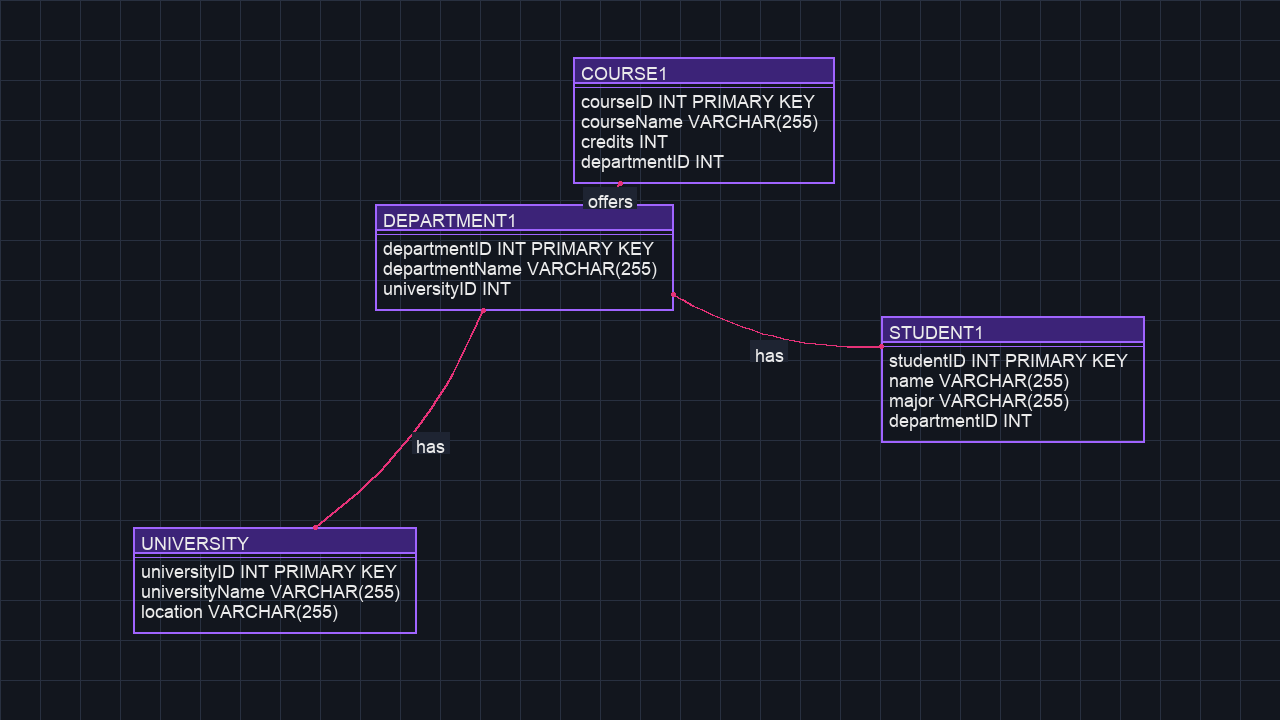 COURSE1
courseID INT PRIMARY KEY
courseName VARCHAR(255)
credits INT
departmentID INT
offers
DEPARTMENT1
departmentID INT PRIMARY KEY
departmentName VARCHAR(255)
universityID INT
has
STUDENT1
studentID INT PRIMARY KEY
name VARCHAR(255)
major VARCHAR(255)
departmentID INT
has
UNIVERSITY
universityID INT PRIMARY KEY
universityName VARCHAR(255)
location VARCHAR(255)